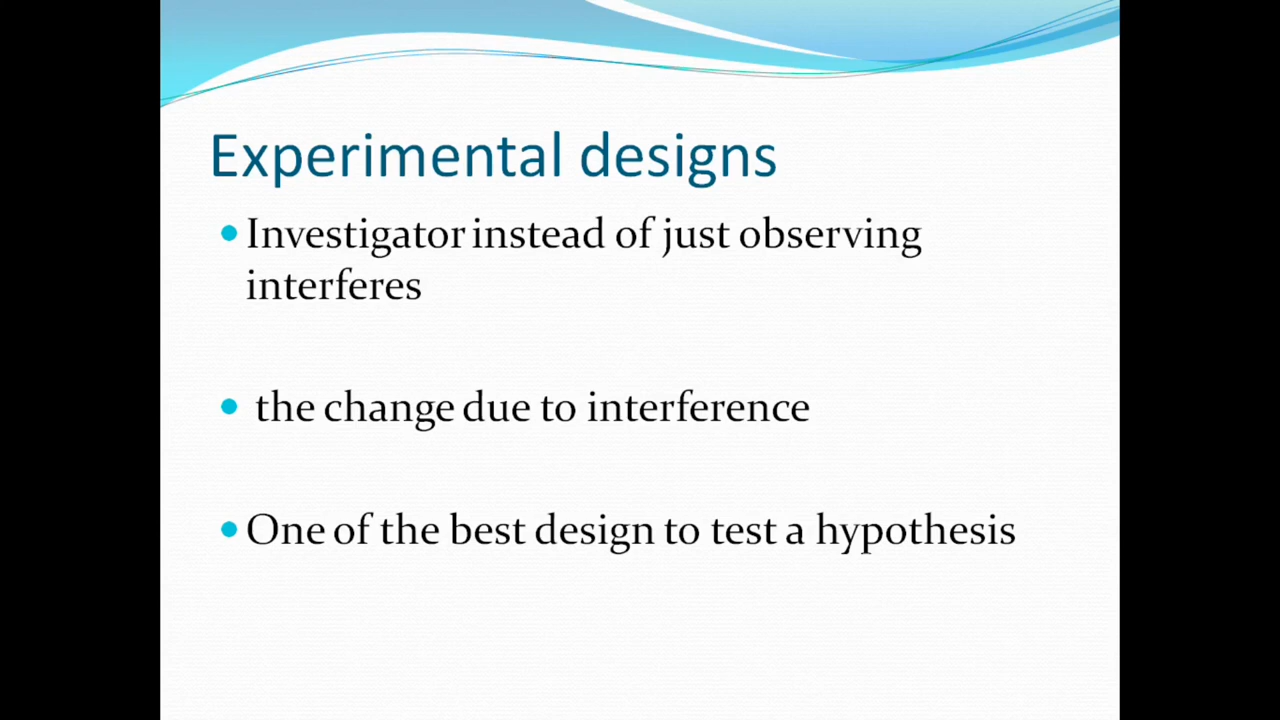 Experimental designs
Investigator instead of just observing
interferes
the change due to interference
One of the best design to test a hypothesis